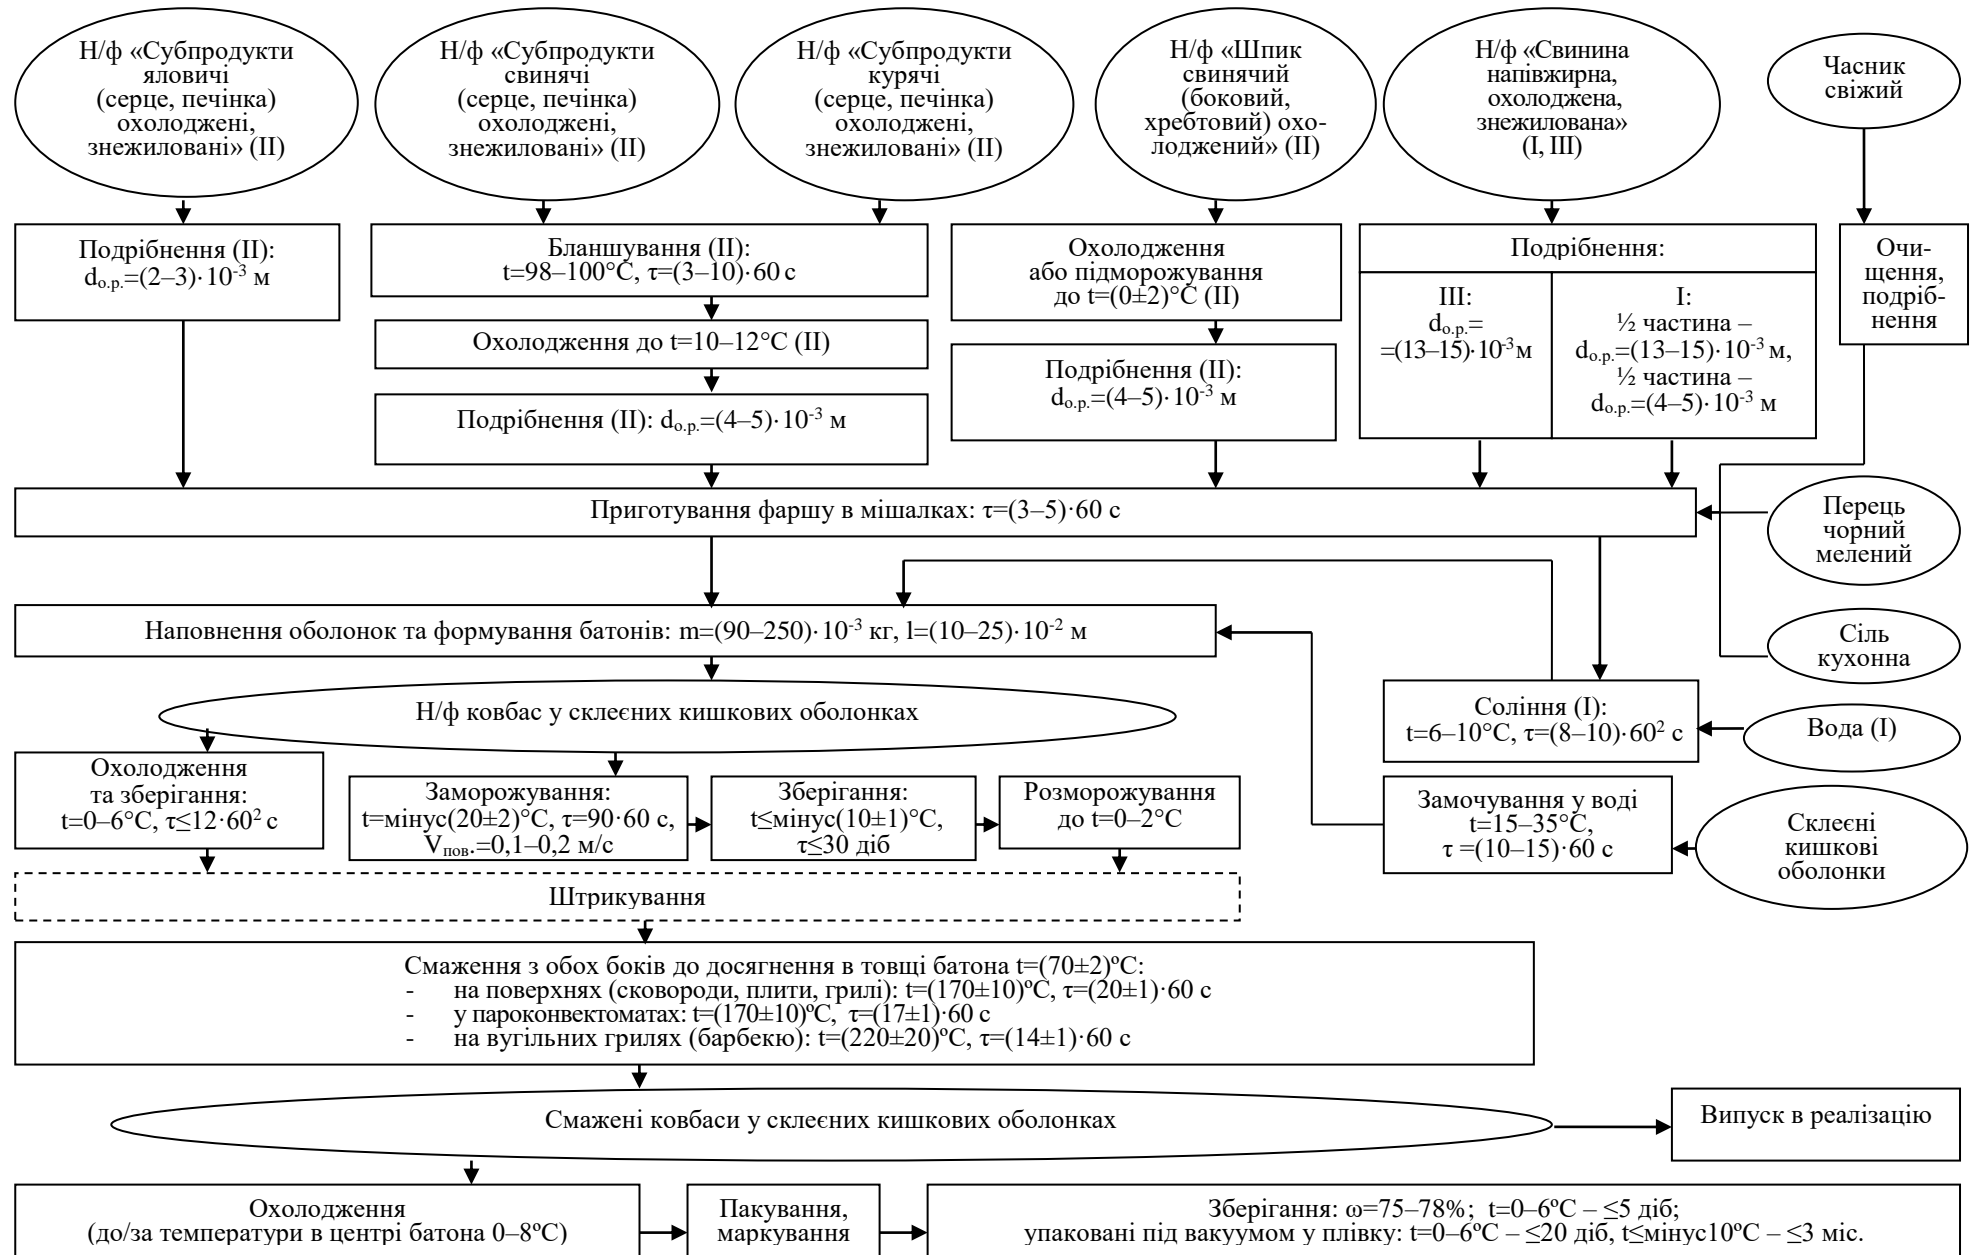 Н/ф «Субпродукти
яловичі
(серце, печінка)
охолоджені,
знежиловані» (ІІ)
Н/ф «Субпродукти
свинячі
(серце, печінка)
охолоджені,
знежиловані» (ІІ)
Н/ф «Субпродукти
курячі
(серце, печінка)
охолоджені,
знежиловані» (ІІ)
Н/ф «Шпик
свинячий
(боковий,
хребтовий) охо-
лоджений» (ІІ)
Н/ф «Свинина
напівжирна,
охолоджена,
знежилована»
(І, ІІІ)
Часник
свіжий
Подрібнення (ІІ):
dо.р.=(2–3)·10⁻³ м
Бланшування (ІІ):
t=98–100°С, τ=(3–10)·60 с
Охолодження до t=10–12°С (ІІ)
Подрібнення (ІІ): dо.р.=(4–5)·10⁻³ м
Охолодження
або підморожування
до t=(0±2)°С (ІІ)
Подрібнення (ІІ):
dо.р.=(4–5)·10⁻³ м
Подрібнення:
ІІІ:
dо.р.=
=(13–15)·10⁻³м
І:
½ частина –
dо.р.=(13–15)·10⁻³ м,
½ частина –
dо.р.=(4–5)·10⁻³ м
Очи-
щення,
подріб-
нення
Приготування фаршу в мішалках: τ=(3–5)·60 с
Перець
чорний
мелений
Наповнення оболонок та формування батонів: m=(90–250)·10⁻³ кг, l=(10–25)·10⁻² м
Сіль
кухонна
Н/ф ковбас у склеєних кишкових оболонках
Соління (І):
t=6–10°С, τ=(8–10)·60² с
Вода (І)
Охолодження
та зберігання:
t=0–6°С, τ≤12·60² с
Заморожування:
t=мінус(20±2)°С, τ=90·60 с,
Vпов.=0,1–0,2 м/с
Зберігання:
t≤мінус(10±1)°С,
τ≤30 діб
Розморожування
до t=0–2°С
Замочування у воді
t=15–35°С,
τ =(10–15)·60 с
Склеєні
кишкові
оболонки
Штрикування
Смаження з обох боків до досягнення в товщі батона t=(70±2)ºС:
- на поверхнях (сковороди, плити, грилі): t=(170±10)ºС, τ=(20±1)·60 с
- у пароконвектоматах: t=(170±10)ºС, τ=(17±1)·60 с
- на вугільних грилях (барбекю): t=(220±20)ºС, τ=(14±1)·60 с
Смажені ковбаси у склеєних кишкових оболонках
Випуск в реалізацію
Охолодження
(до/за температури в центрі батона 0–8ºС)
Пакування,
маркування
Зберігання: ω=75–78%; t=0–6ºС – ≤5 діб;
упаковані під вакуумом у плівку: t=0–6ºС – ≤20 діб, t≤мінус10ºС – ≤3 міс.